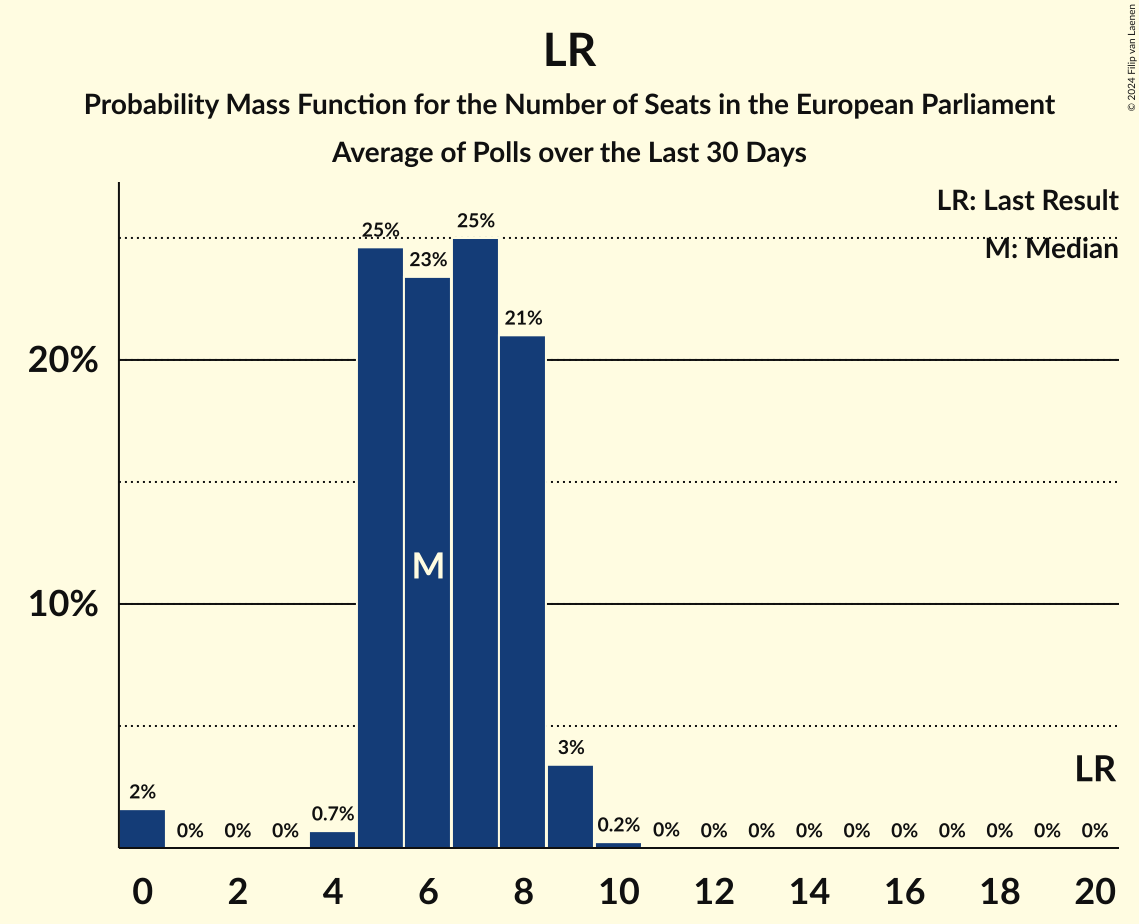 LR
Probability Mass Function for the Number of Seats in the European Parliament
Average of Polls over the Last 30 Days
© 2024 Filip van Laenen
LR: Last Result
M: Median
25%
25%
23%
21%
20%
M
10%
3%
LR
2%
0.7%
0% 0% 0% 0.2% 0% 0% 0% 0% 0% 0% 0% 0% 0% 0%
0 2 4 6 8 10 12 14 16 18 20